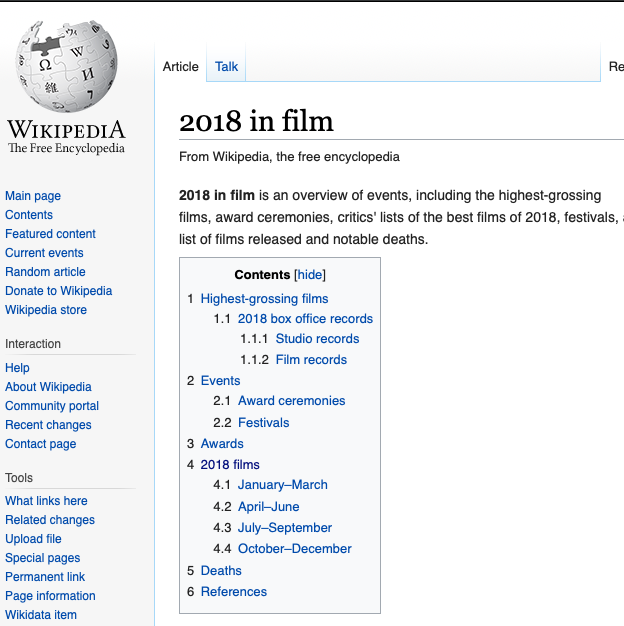 WIKIPEDIA
The Free Encyclopedia
Main page
Contents
Featured content
Current events
Random article
Donate to Wikipedia
Wikipedia store
Interaction
Help
About Wikipedia
Community portal
Recent changes
Contact page
Tools
What links here
Related changes
Upload file
Special pages
Permanent link
Page information
Wikidata item
Article Talk Re
2018 in film
From Wikipedia, the free encyclopedia
2018 in film is an overview of events, including the highest-grossing
films, award ceremonies, critics' lists of the best films of 2018, festivals,
list of films released and notable deaths.
Contents [hide]
1 Highest-grossing films
1.1 2018 box office records
1.1.1 Studio records
1.1.2 Film records
2 Events
2.1 Award ceremonies
2.2 Festivals
3 Awards
4 2018 films
4.1 January–March
4.2 April–June
4.3 July–September
4.4 October–December
5 Deaths
6 References